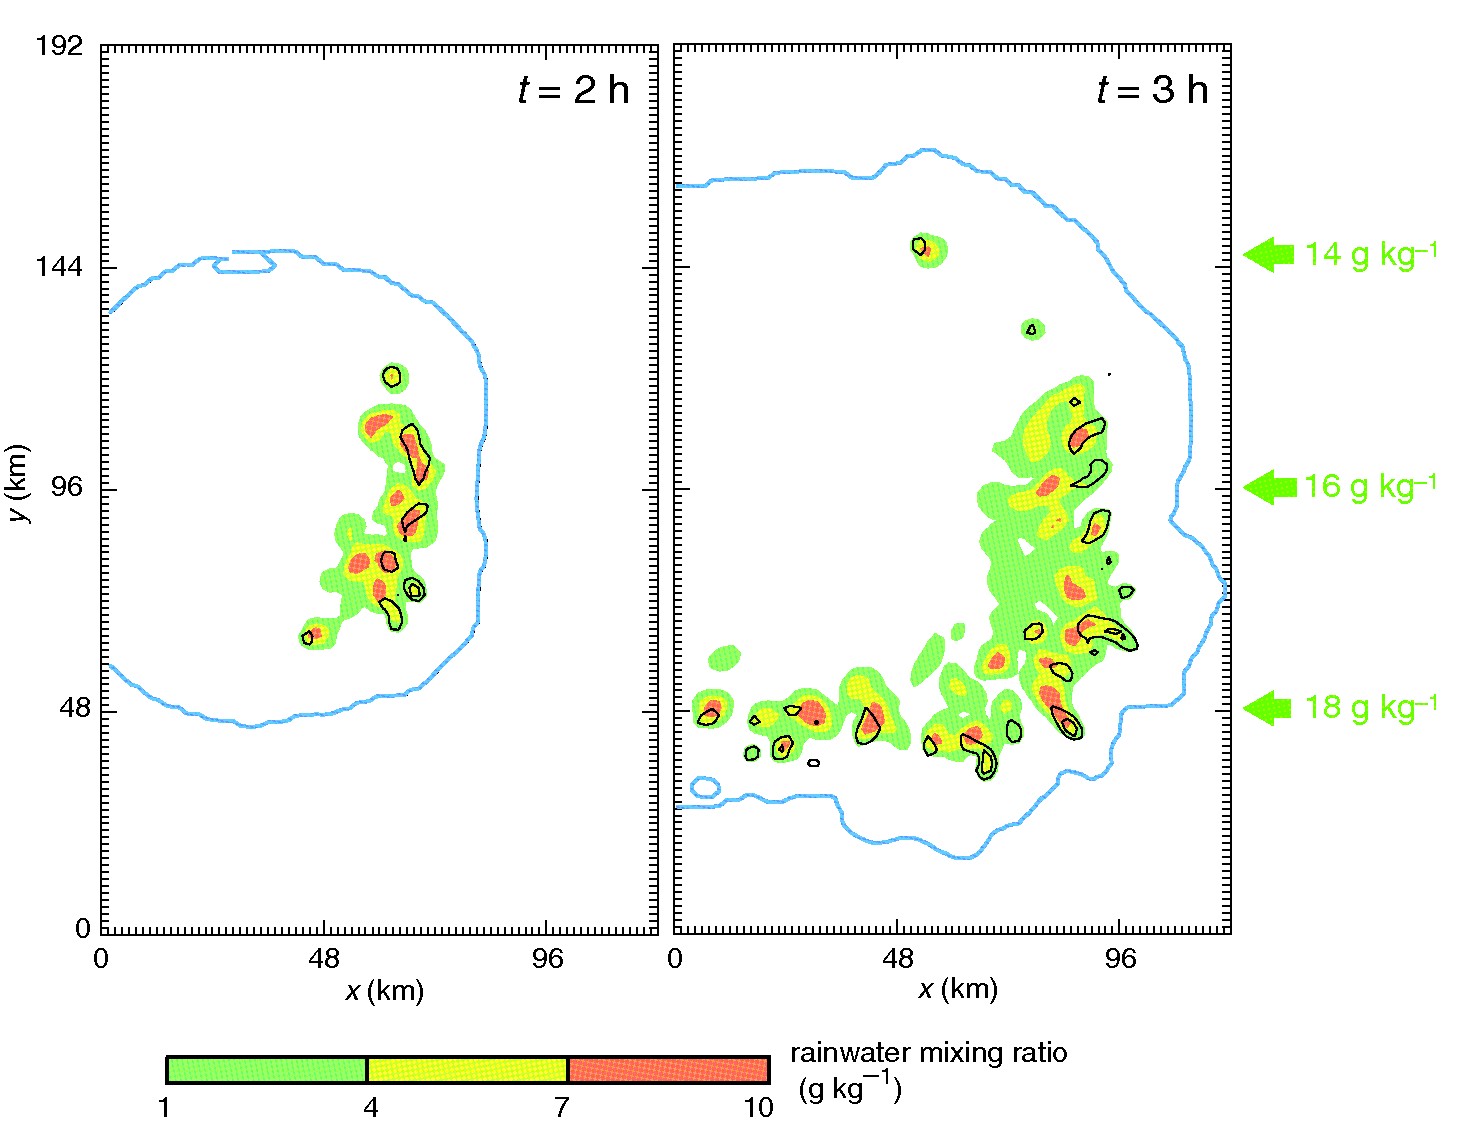 192
144
96
48
0
y (km)
t = 2 h
t = 3 h
14 g kg⁻¹
16 g kg⁻¹
18 g kg⁻¹
0 48 96
x (km)
0 48 96
x (km)
rainwater mixing ratio
(g kg⁻¹)
1 4 7 10